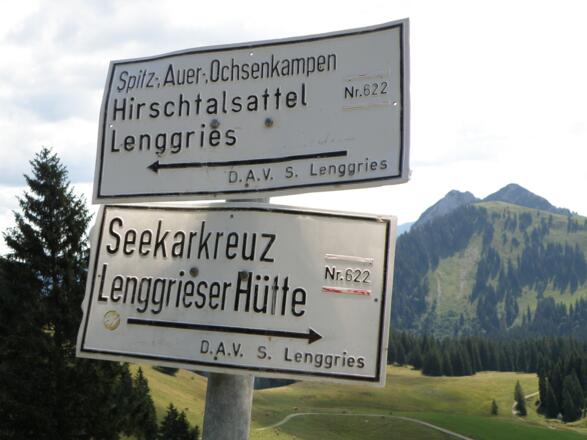 Spitz-, Auer-, Ochsenkampen
Hirschtalsattel
Nr. 622
Lenggries
D.A.V. S. Lenggries
Seekarkreuz
Nr. 622
Lenggrieser Hütte
D.A.V. S. Lenggries